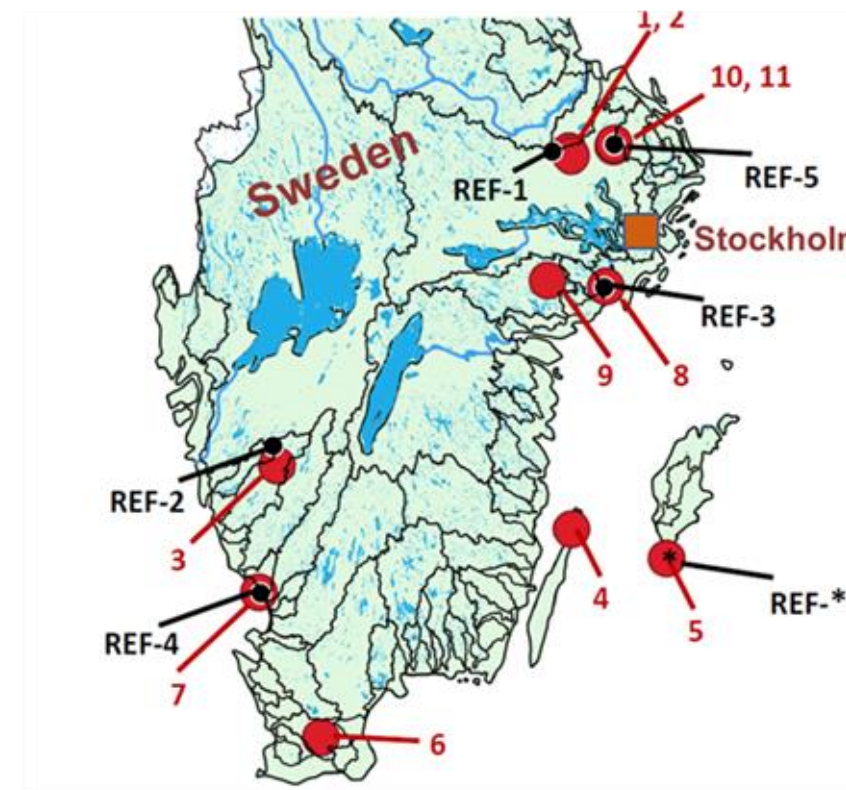 1, 2
10, 11
Sweden
REF-1
REF-5
Stockholm
REF-3
9
8
REF-2
3
4
REF-*
5
REF-4
7
6
*